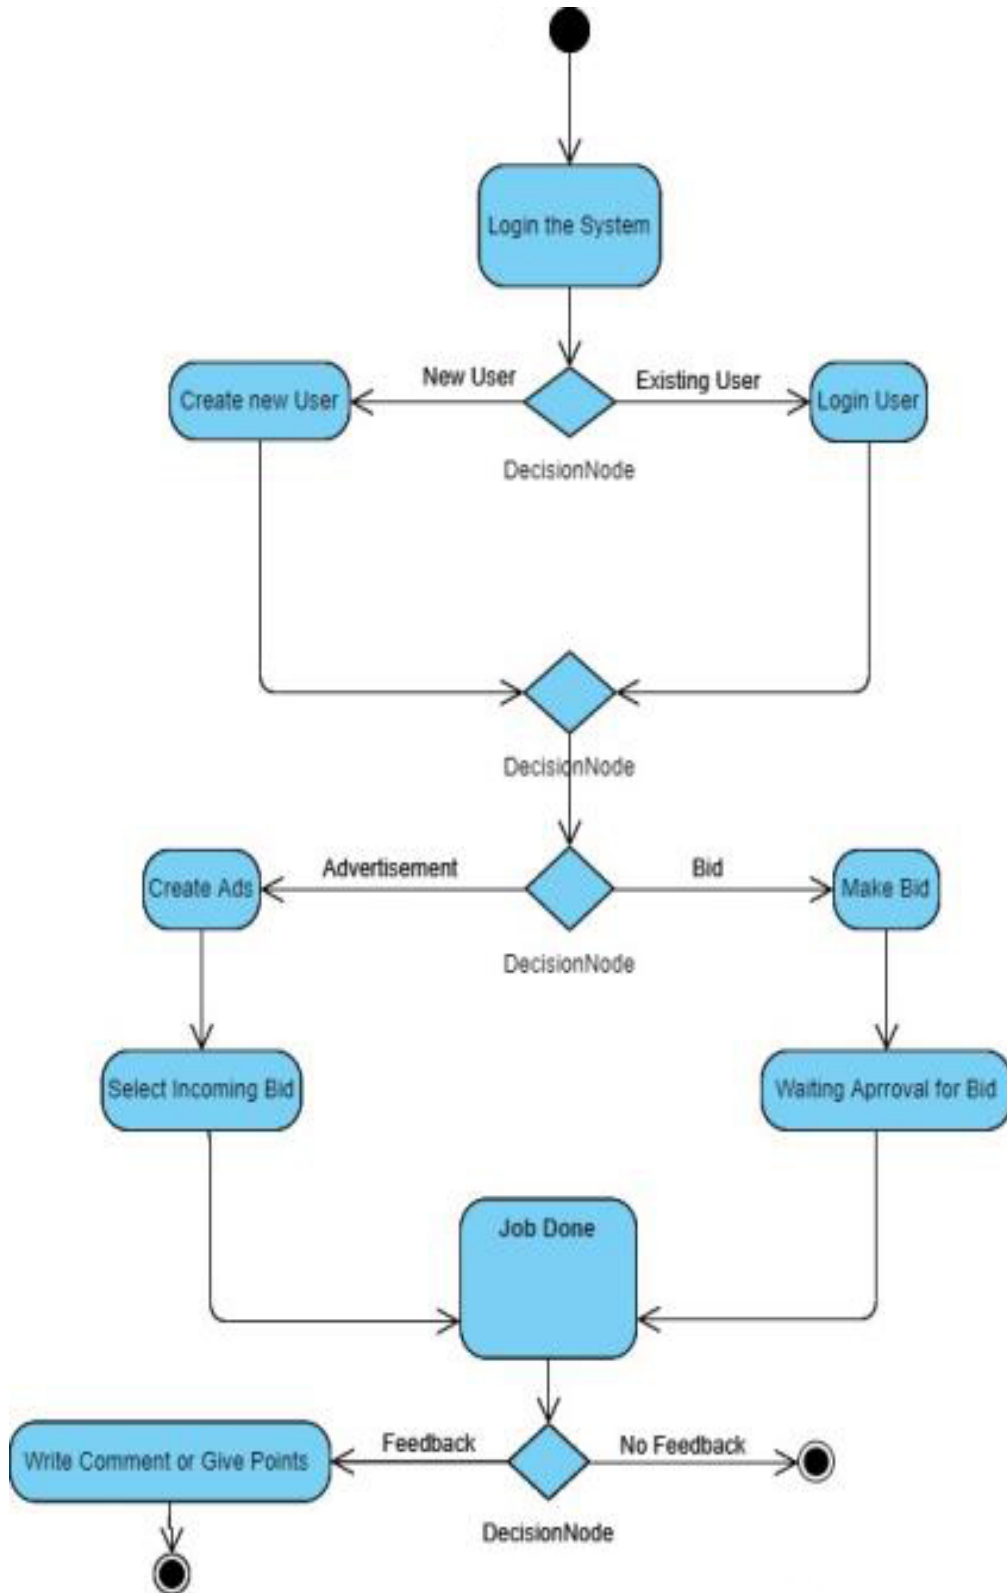 Login the System
New User
Existing User
Create new User
Login User
DecisionNode
DecisionNode
Advertisement
Bid
Create Ads
Make Bid
DecisionNode
Select Incoming Bid
Waiting Aprroval for Bid
Job Done
Feedback
No Feedback
Write Comment or Give Points
DecisionNode